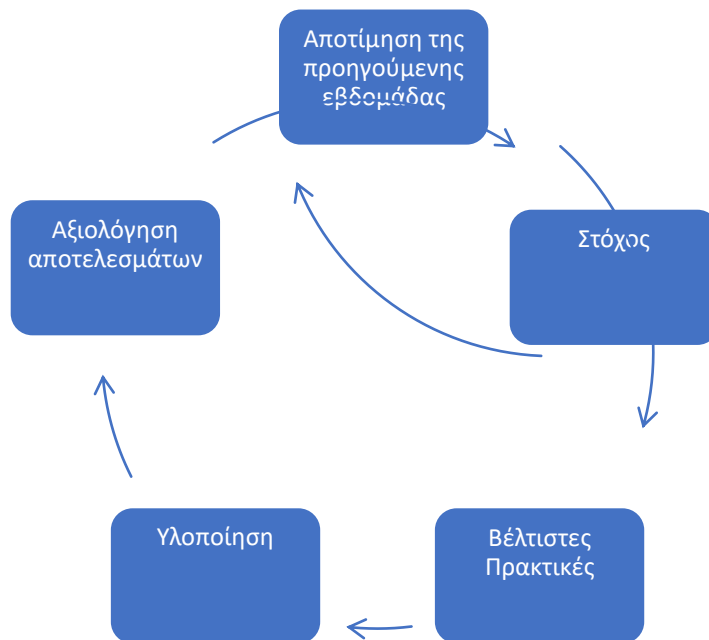 Αποτίμηση της
προηγούμενης
εβδομάδας
Στόχος
Βέλτιστες
Πρακτικές
Υλοποίηση
Αξιολόγηση
αποτελεσμάτων